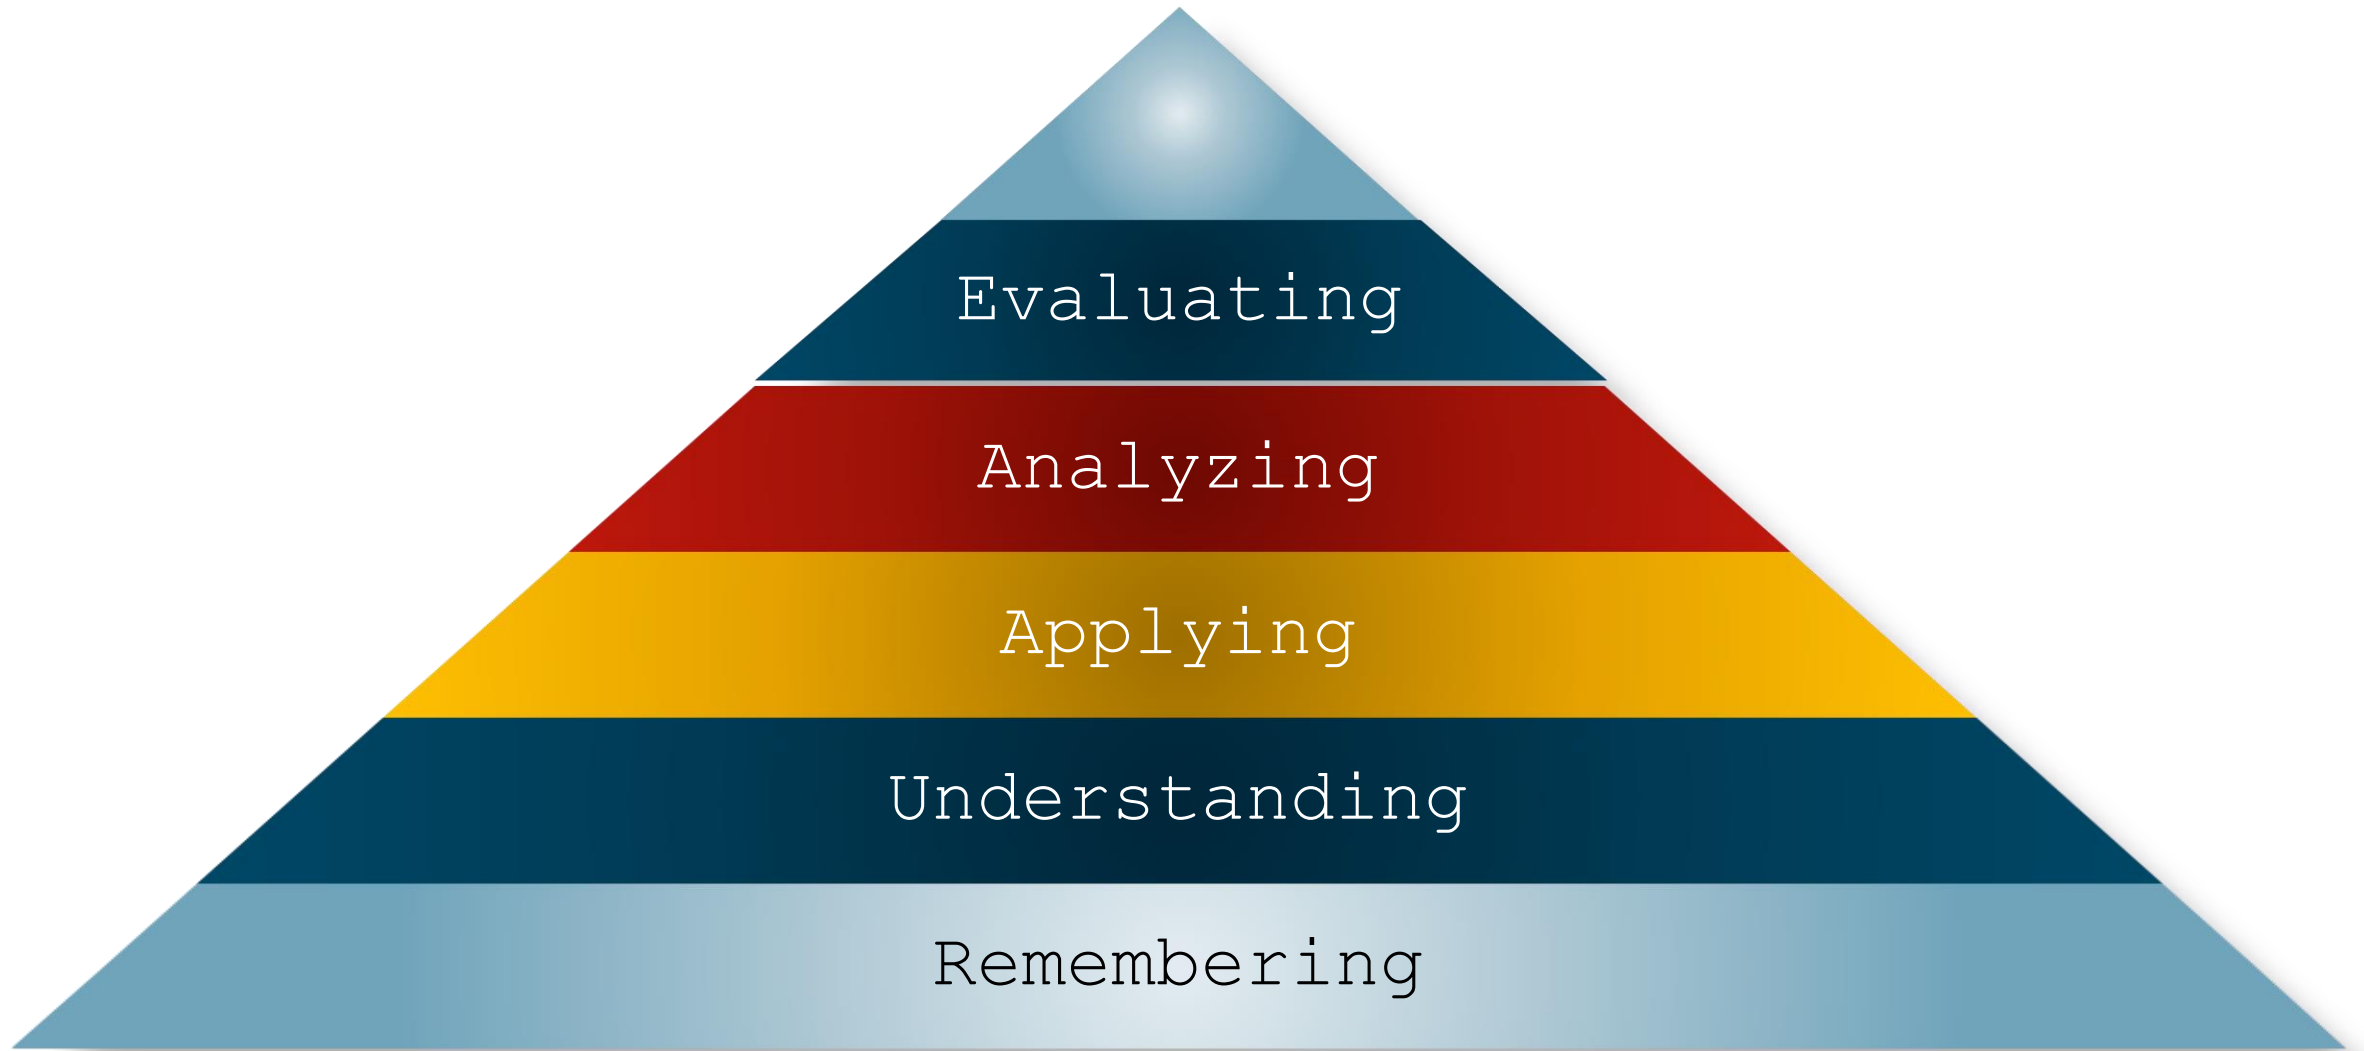 Evaluating
Analyzing
Applying
Understanding
Remembering